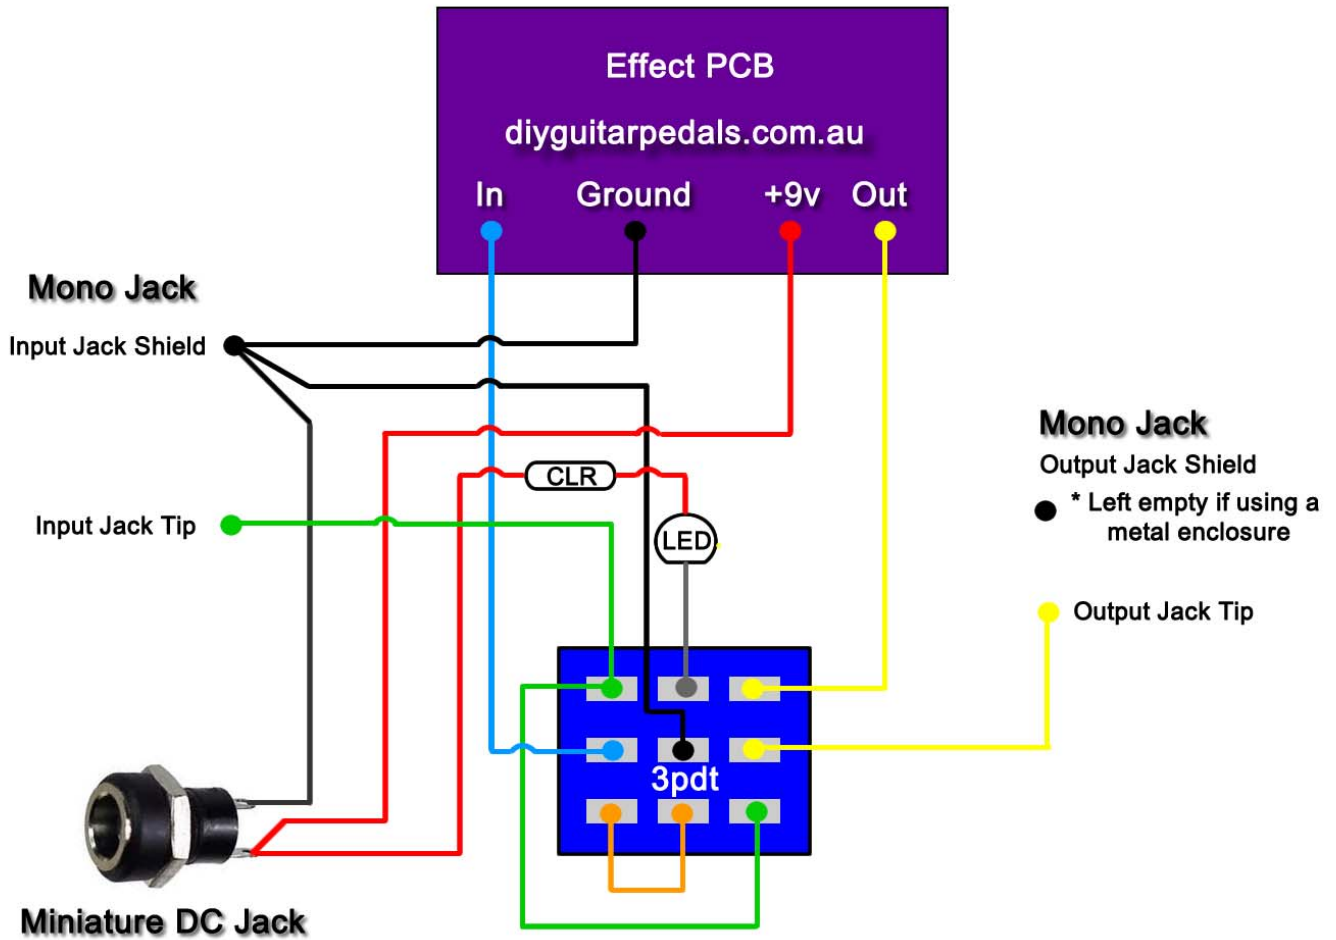 Effect PCB
diyguitarpedals.com.au
In Ground +9v Out
Mono Jack
Input Jack Shield
CLR
LED
Input Jack Tip
Mono Jack
Output Jack Shield
* Left empty if using a
metal enclosure
Output Jack Tip
3pdt
Miniature DC Jack